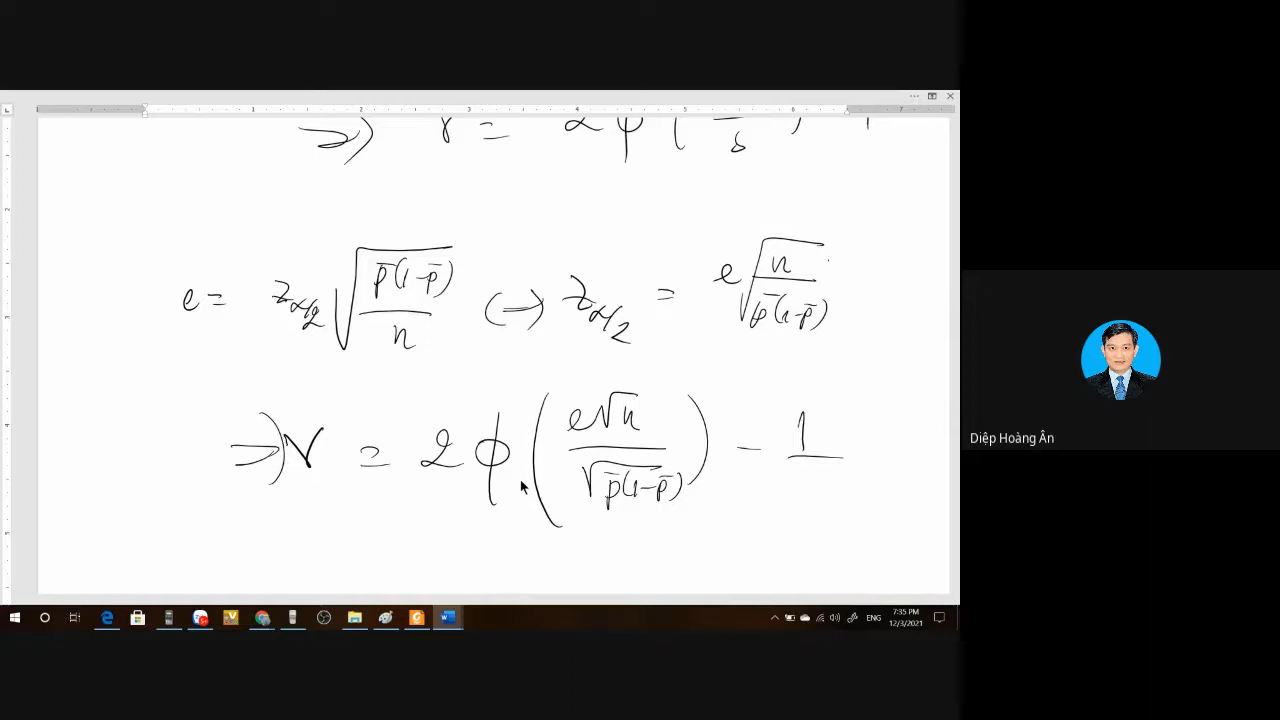 ⇒ γ = 2ϕ(
e = z_{α/2} √(p̄(1-p̄)/n) (⇒) z_{α/2} = e √(n/(p̄(1-p̄)))
⇒ γ = 2ϕ(e√n/√(p̄(1-p̄))) - 1
Diệp Hoàng Ân
ENG
7:35 PM
12/3/2021